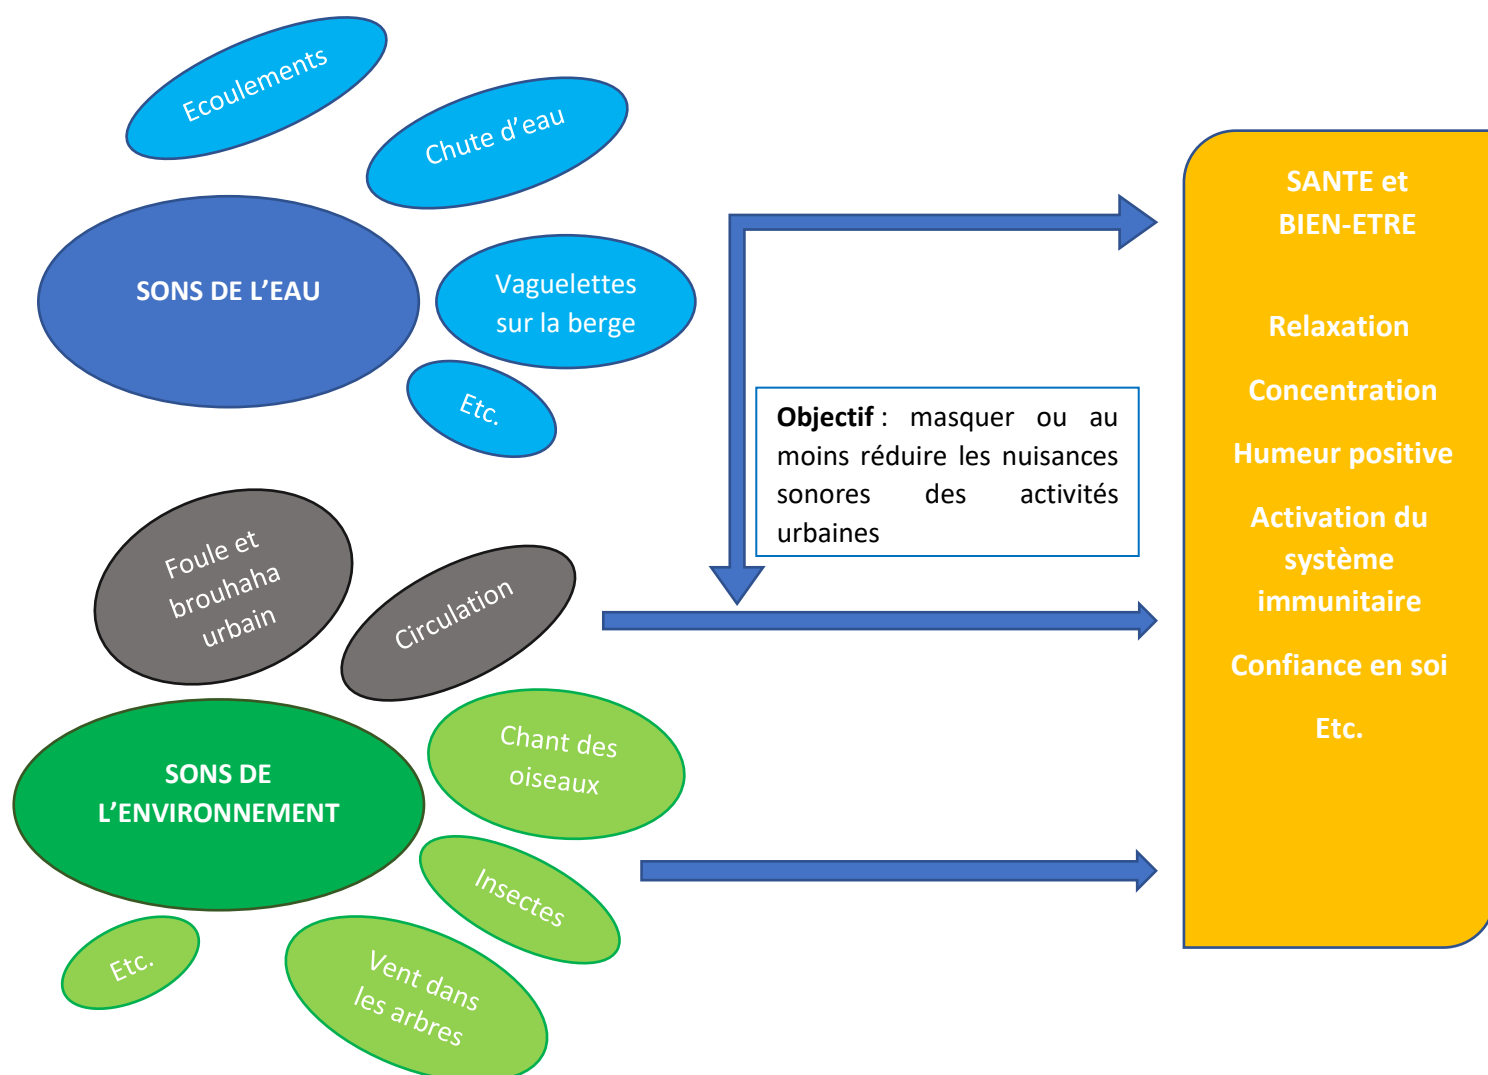 Ecoulements
Chute d’eau
SONS DE L’EAU
Vaguelettes
sur la berge
Etc.
Objectif : masquer ou au
moins réduire les nuisances
sonores des activités
urbaines
Foule et
brouhaha
urbain
Circulation
SONS DE
L’ENVIRONNEMENT
Chant des
oiseaux
Insectes
Vent dans
les arbres
Etc.
SANTE et
BIEN-ETRE
Relaxation
Concentration
Humeur positive
Activation du
système
immunitaire
Confiance en soi
Etc.